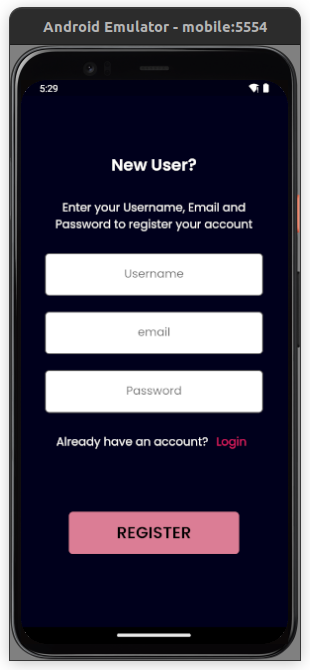 Android Emulator - mobile:5554
5:29
New User?
Enter your Username, Email and
Password to register your account
Username
email
Password
Already have an account? Login
REGISTER